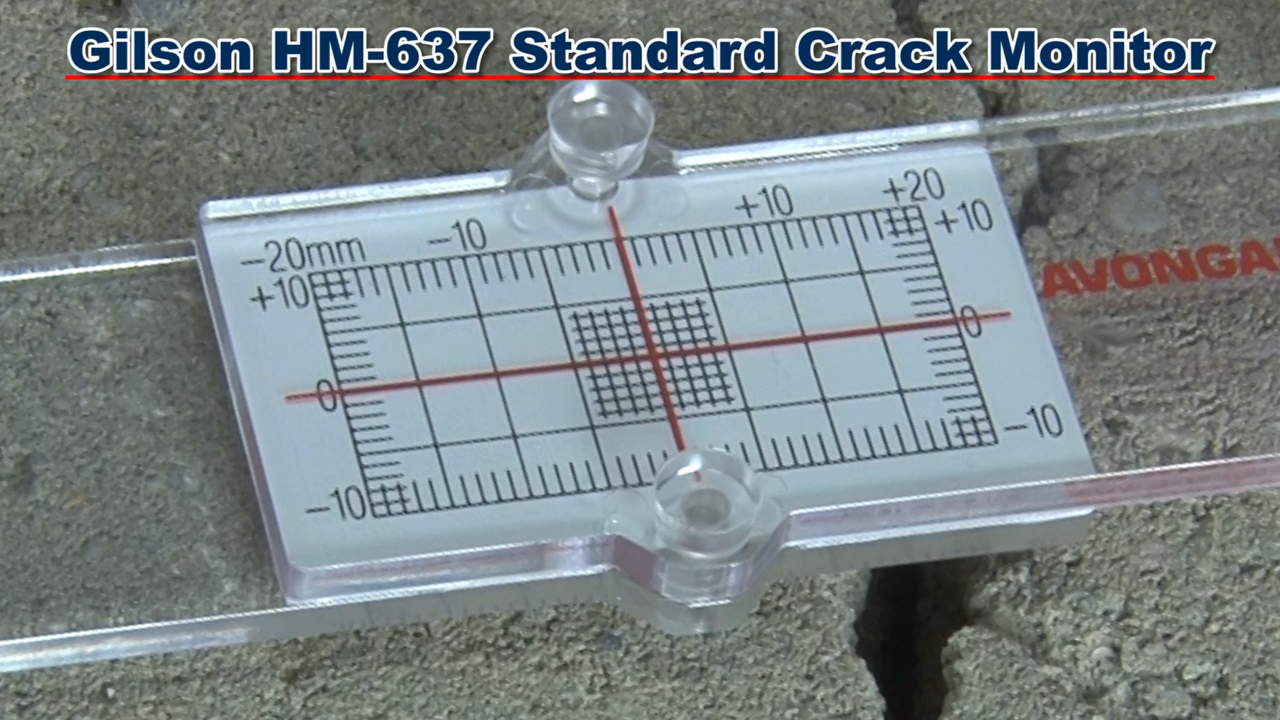 Gilson HM-637 Standard Crack Monitor
-20mm -10 +10 +20
+10 +10
0 0
-10 -10
AVONGA